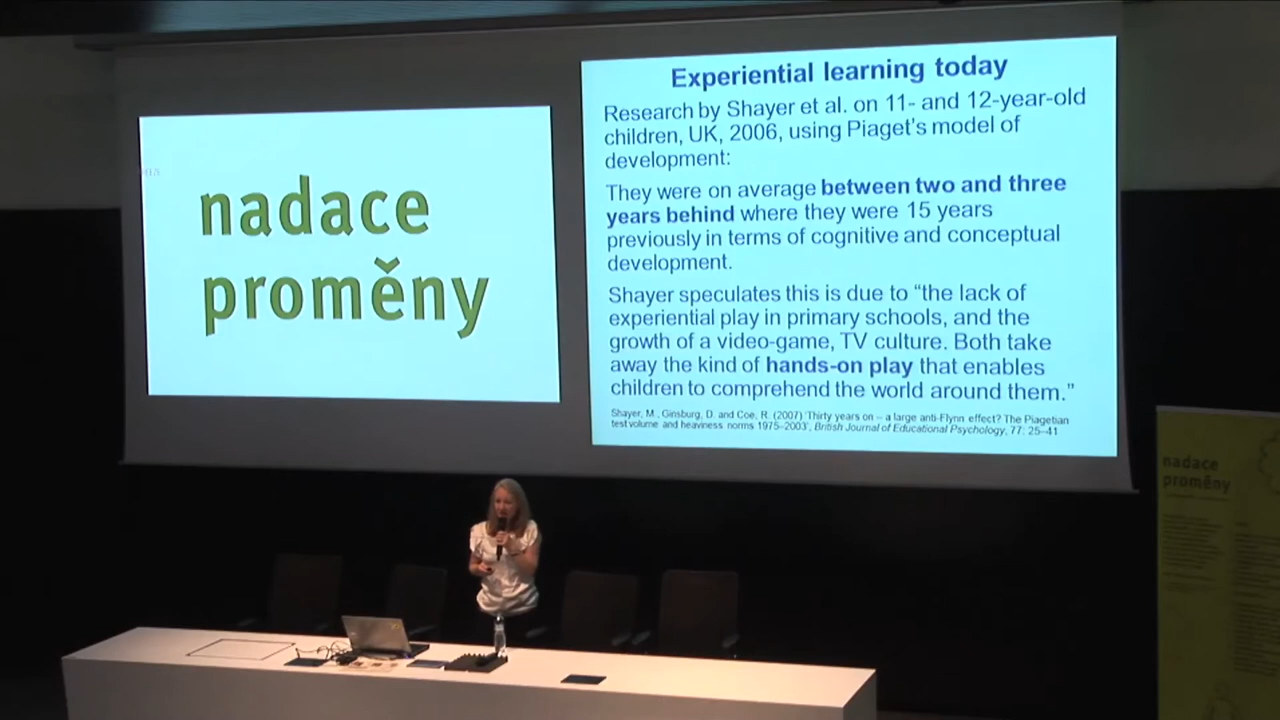 nadace
proměny
Experiential learning today
Research by Shayer et al. on 11- and 12-year-old
children, UK, 2006, using Piaget's model of
development:
They were on average between two and three
years behind where they were 15 years
previously in terms of cognitive and conceptual
development.
Shayer speculates this is due to “the lack of
experiential play in primary schools, and the
growth of a video-game, TV culture. Both take
away the kind of hands-on play that enables
children to comprehend the world around them.”
Shayer, M., Ginsburg, D. and Coe, R. (2007) ‘Thirty years on – a large anti-Flynn effect? The Piagetian
test volume and heaviness norms 1975–2003’, British Journal of Educational Psychology, 77: 25–41
nadace
proměny